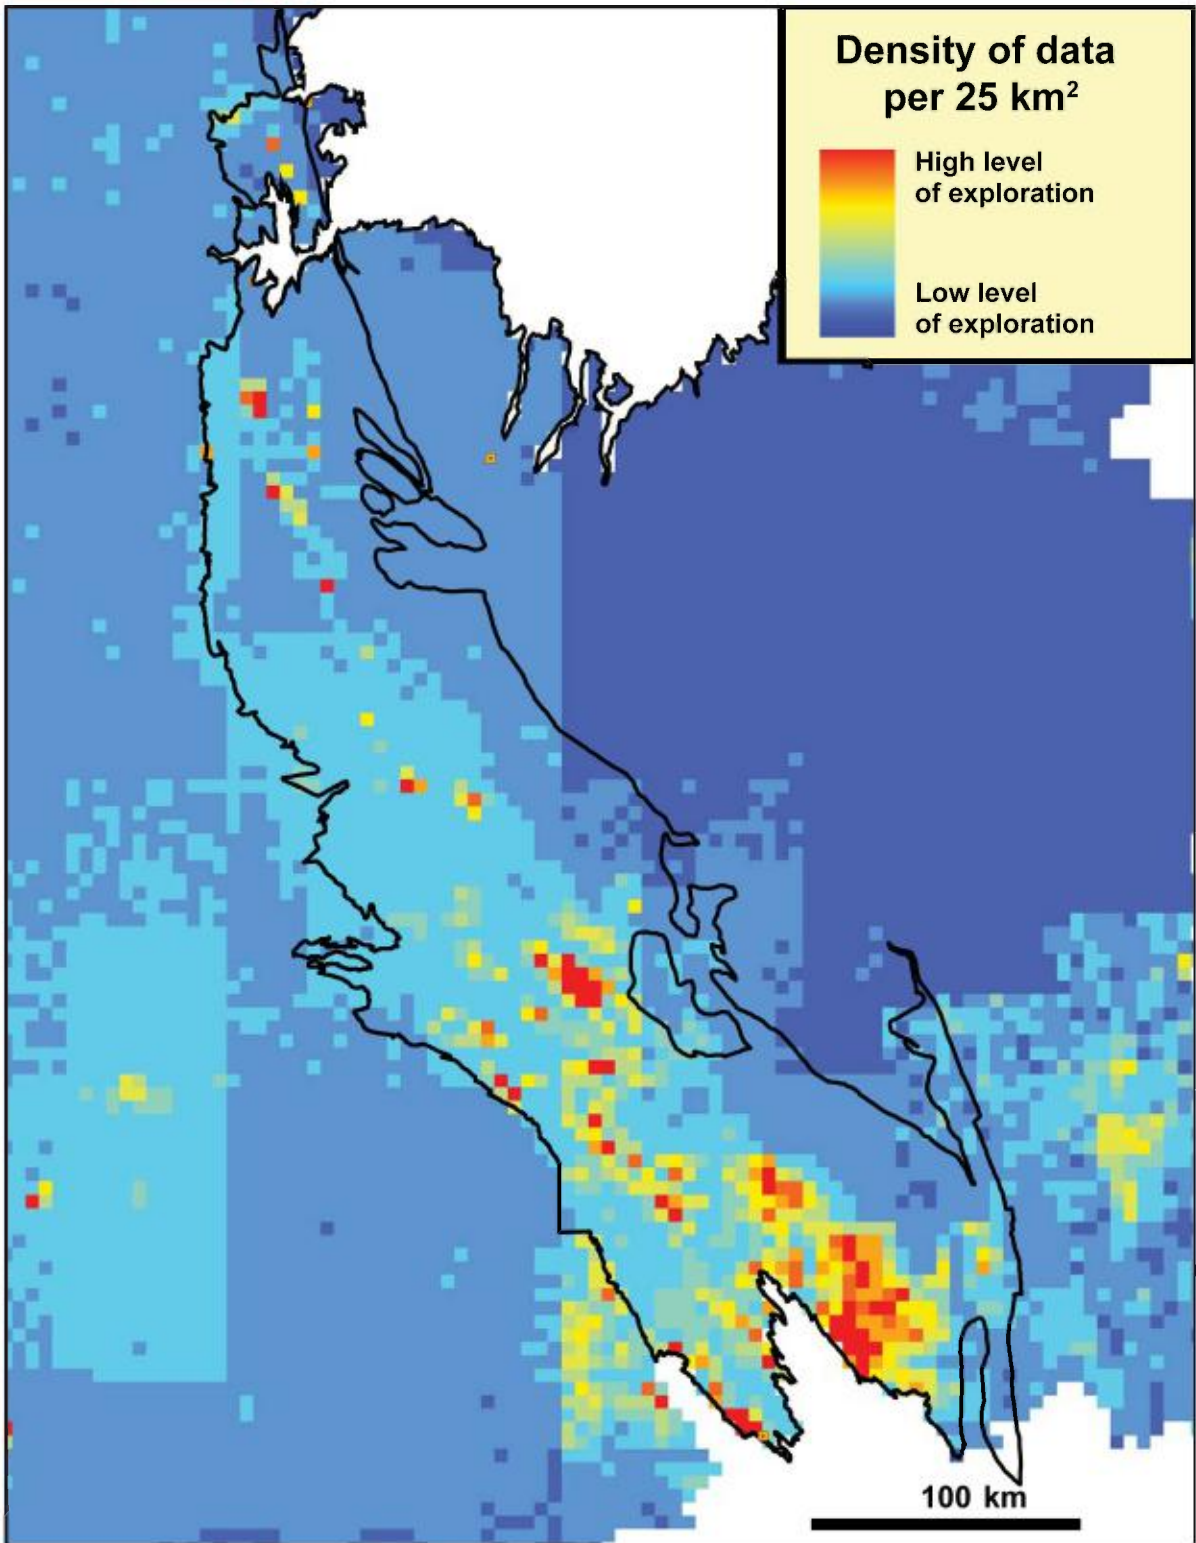 Density of data
per 25 km²
High level
of exploration
Low level
of exploration
100 km